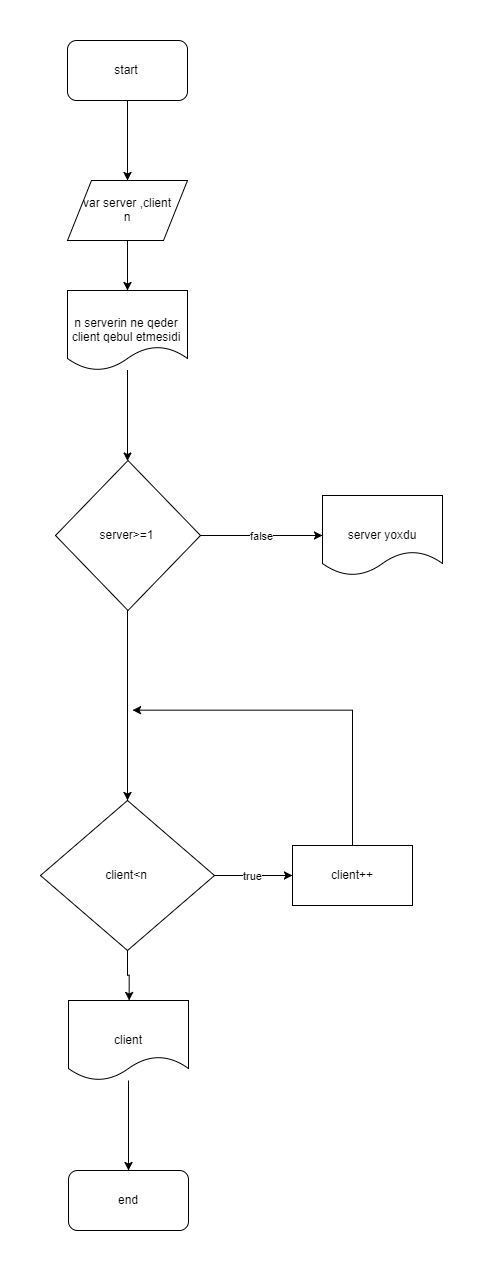 start
var server ,client
n
n serverin ne qeder
client qebul etmesidi
server>=1
false
server yoxdu
client<n
true
client++
client
end